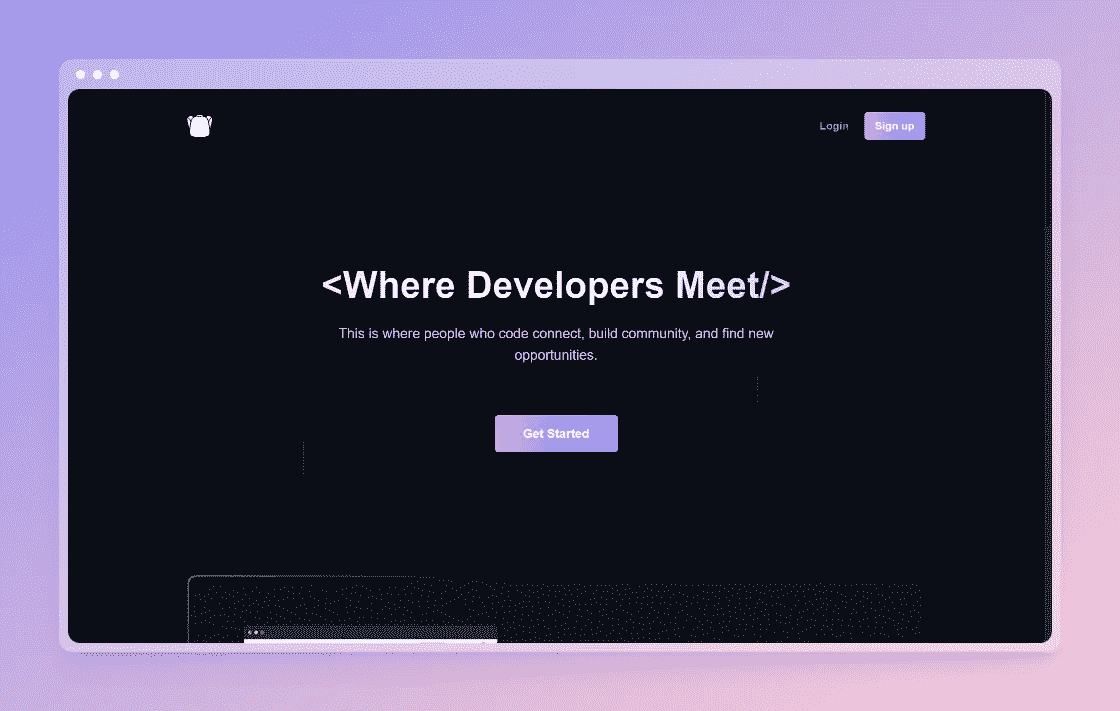 Login
Sign up
<Where Developers Meet/>
This is where people who code connect, build community, and find new
opportunities.
Get Started